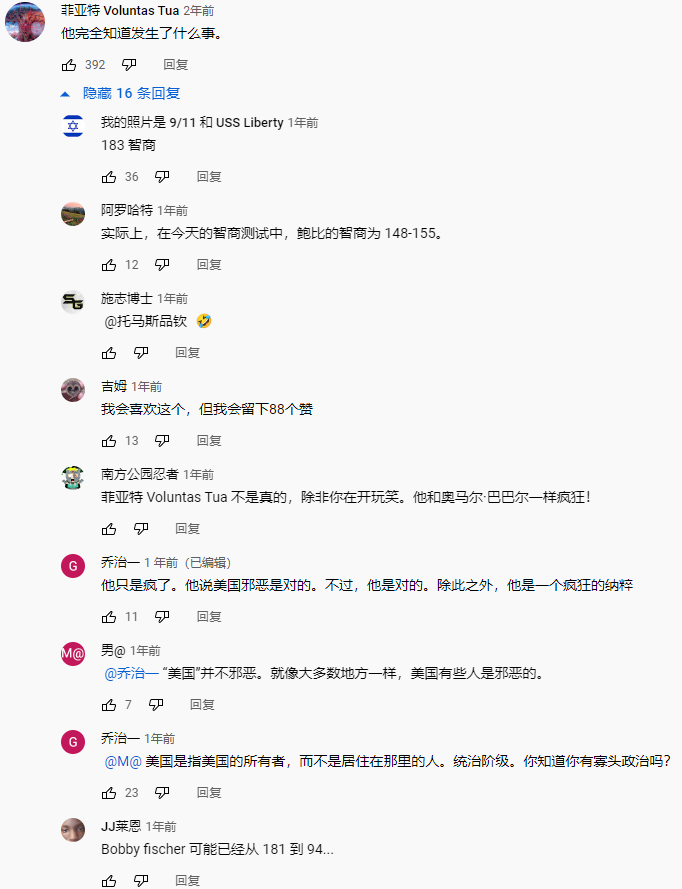 菲亚特 Voluntas Tua 2年前
他完全知道发生了什么事。
392 回复
隐藏 16 条回复
我的照片是 9/11 和 USS Liberty 1年前
183 智商
36 回复
阿罗哈特 1年前
实际上，在今天的智商测试中，鲍比的智商为 148-155。
12 回复
SG
施志博士 1年前
@托马斯品钦 🤣
回复
吉姆 1年前
我会喜欢这个，但我会留下88个赞
13 回复
南方公园忍者 1年前
菲亚特 Voluntas Tua 不是真的，除非你在开玩笑。他和奥马尔·巴巴尔一样疯狂！
回复
G
乔治一 1 年前（已编辑）
他只是疯了。他说美国邪恶是对的。不过，他是对的。除此之外，他是一个疯狂的纳粹
11 回复
M@
男@ 1年前
@乔治一 “美国”并不邪恶。就像大多数地方一样，美国有些人是邪恶的。
7 回复
G
乔治一 1年前
@M@ 美国是指美国的所有者，而不是居住在那里的人。统治阶级。你知道你有寡头政治吗？
23 回复
JJ莱恩 1年前
Bobby fischer 可能已经从 181 到 94...
回复